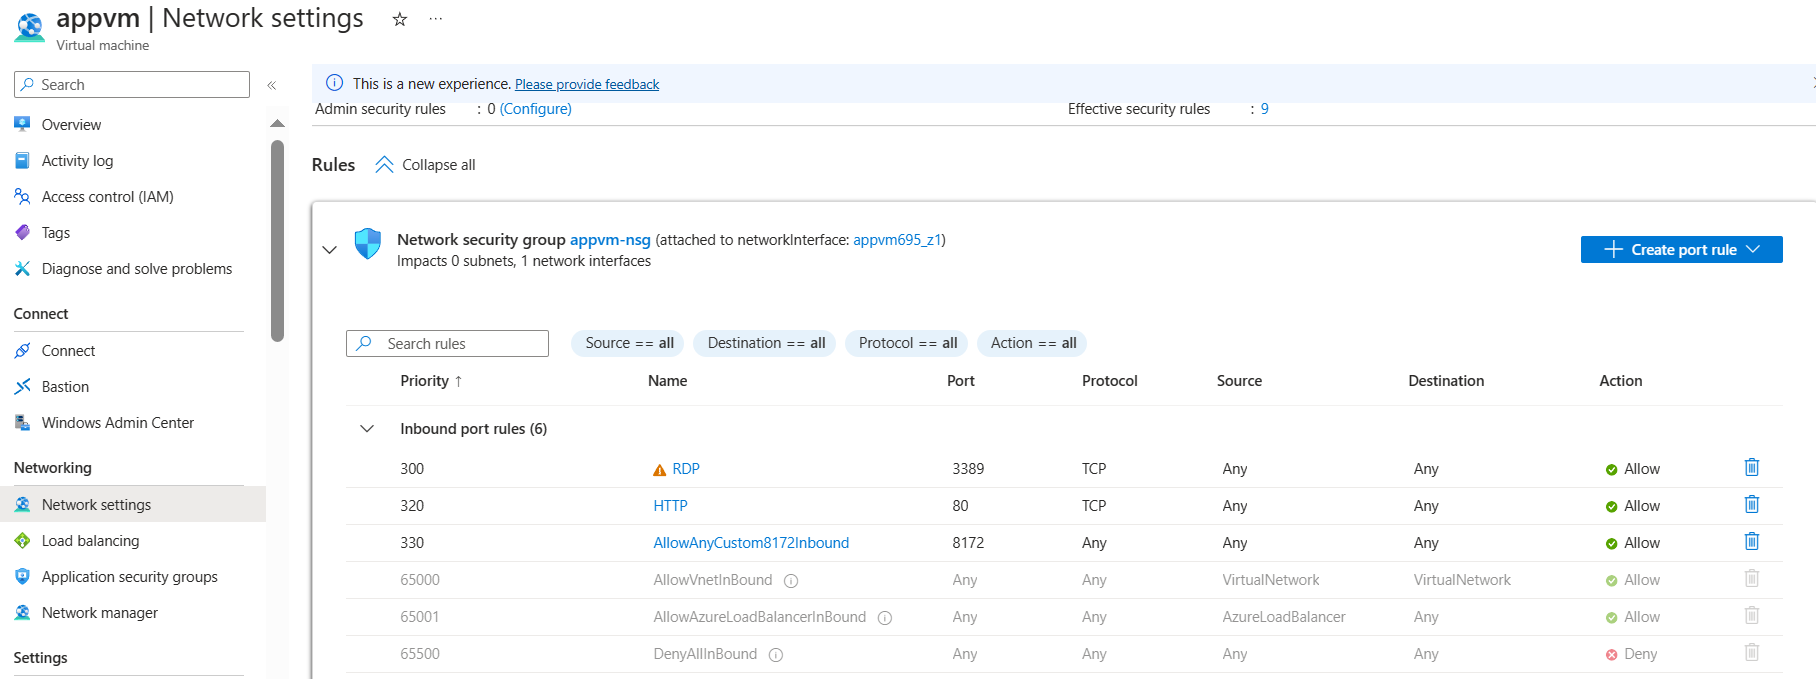 appvm | Network settings
Virtual machine
Search
Overview
Activity log
Access control (IAM)
Tags
Diagnose and solve problems
Connect
Connect
Bastion
Windows Admin Center
Networking
Network settings
Load balancing
Application security groups
Network manager
Settings
This is a new experience. Please provide feedback
Admin security rules : 0 (Configure) Effective security rules : 9
Rules Collapse all
Network security group appvm-nsg (attached to networkInterface: appvm695_z1)
Impacts 0 subnets, 1 network interfaces
Create port rule
Search rules Source == all Destination == all Protocol == all Action == all
Priority ↑ Name Port Protocol Source Destination Action
Inbound port rules (6)
300 RDP 3389 TCP Any Any Allow
320 HTTP 80 TCP Any Any Allow
330 AllowAnyCustom8172Inbound 8172 Any Any Any Allow
65000 AllowVnetInBound Any Any VirtualNetwork VirtualNetwork Allow
65001 AllowAzureLoadBalancerInBound Any Any AzureLoadBalancer Any Allow
65500 DenyAllInBound Any Any Any Any Deny